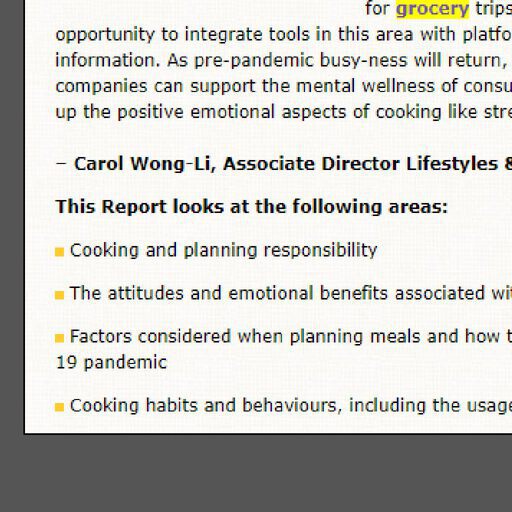 for grocery trips
opportunity to integrate tools in this area with platfo
information. As pre-pandemic busy-ness will return,
companies can support the mental wellness of consu
up the positive emotional aspects of cooking like stre
– Carol Wong-Li, Associate Director Lifestyles &
This Report looks at the following areas:
Cooking and planning responsibility
The attitudes and emotional benefits associated wit
Factors considered when planning meals and how t
19 pandemic
Cooking habits and behaviours, including the usage